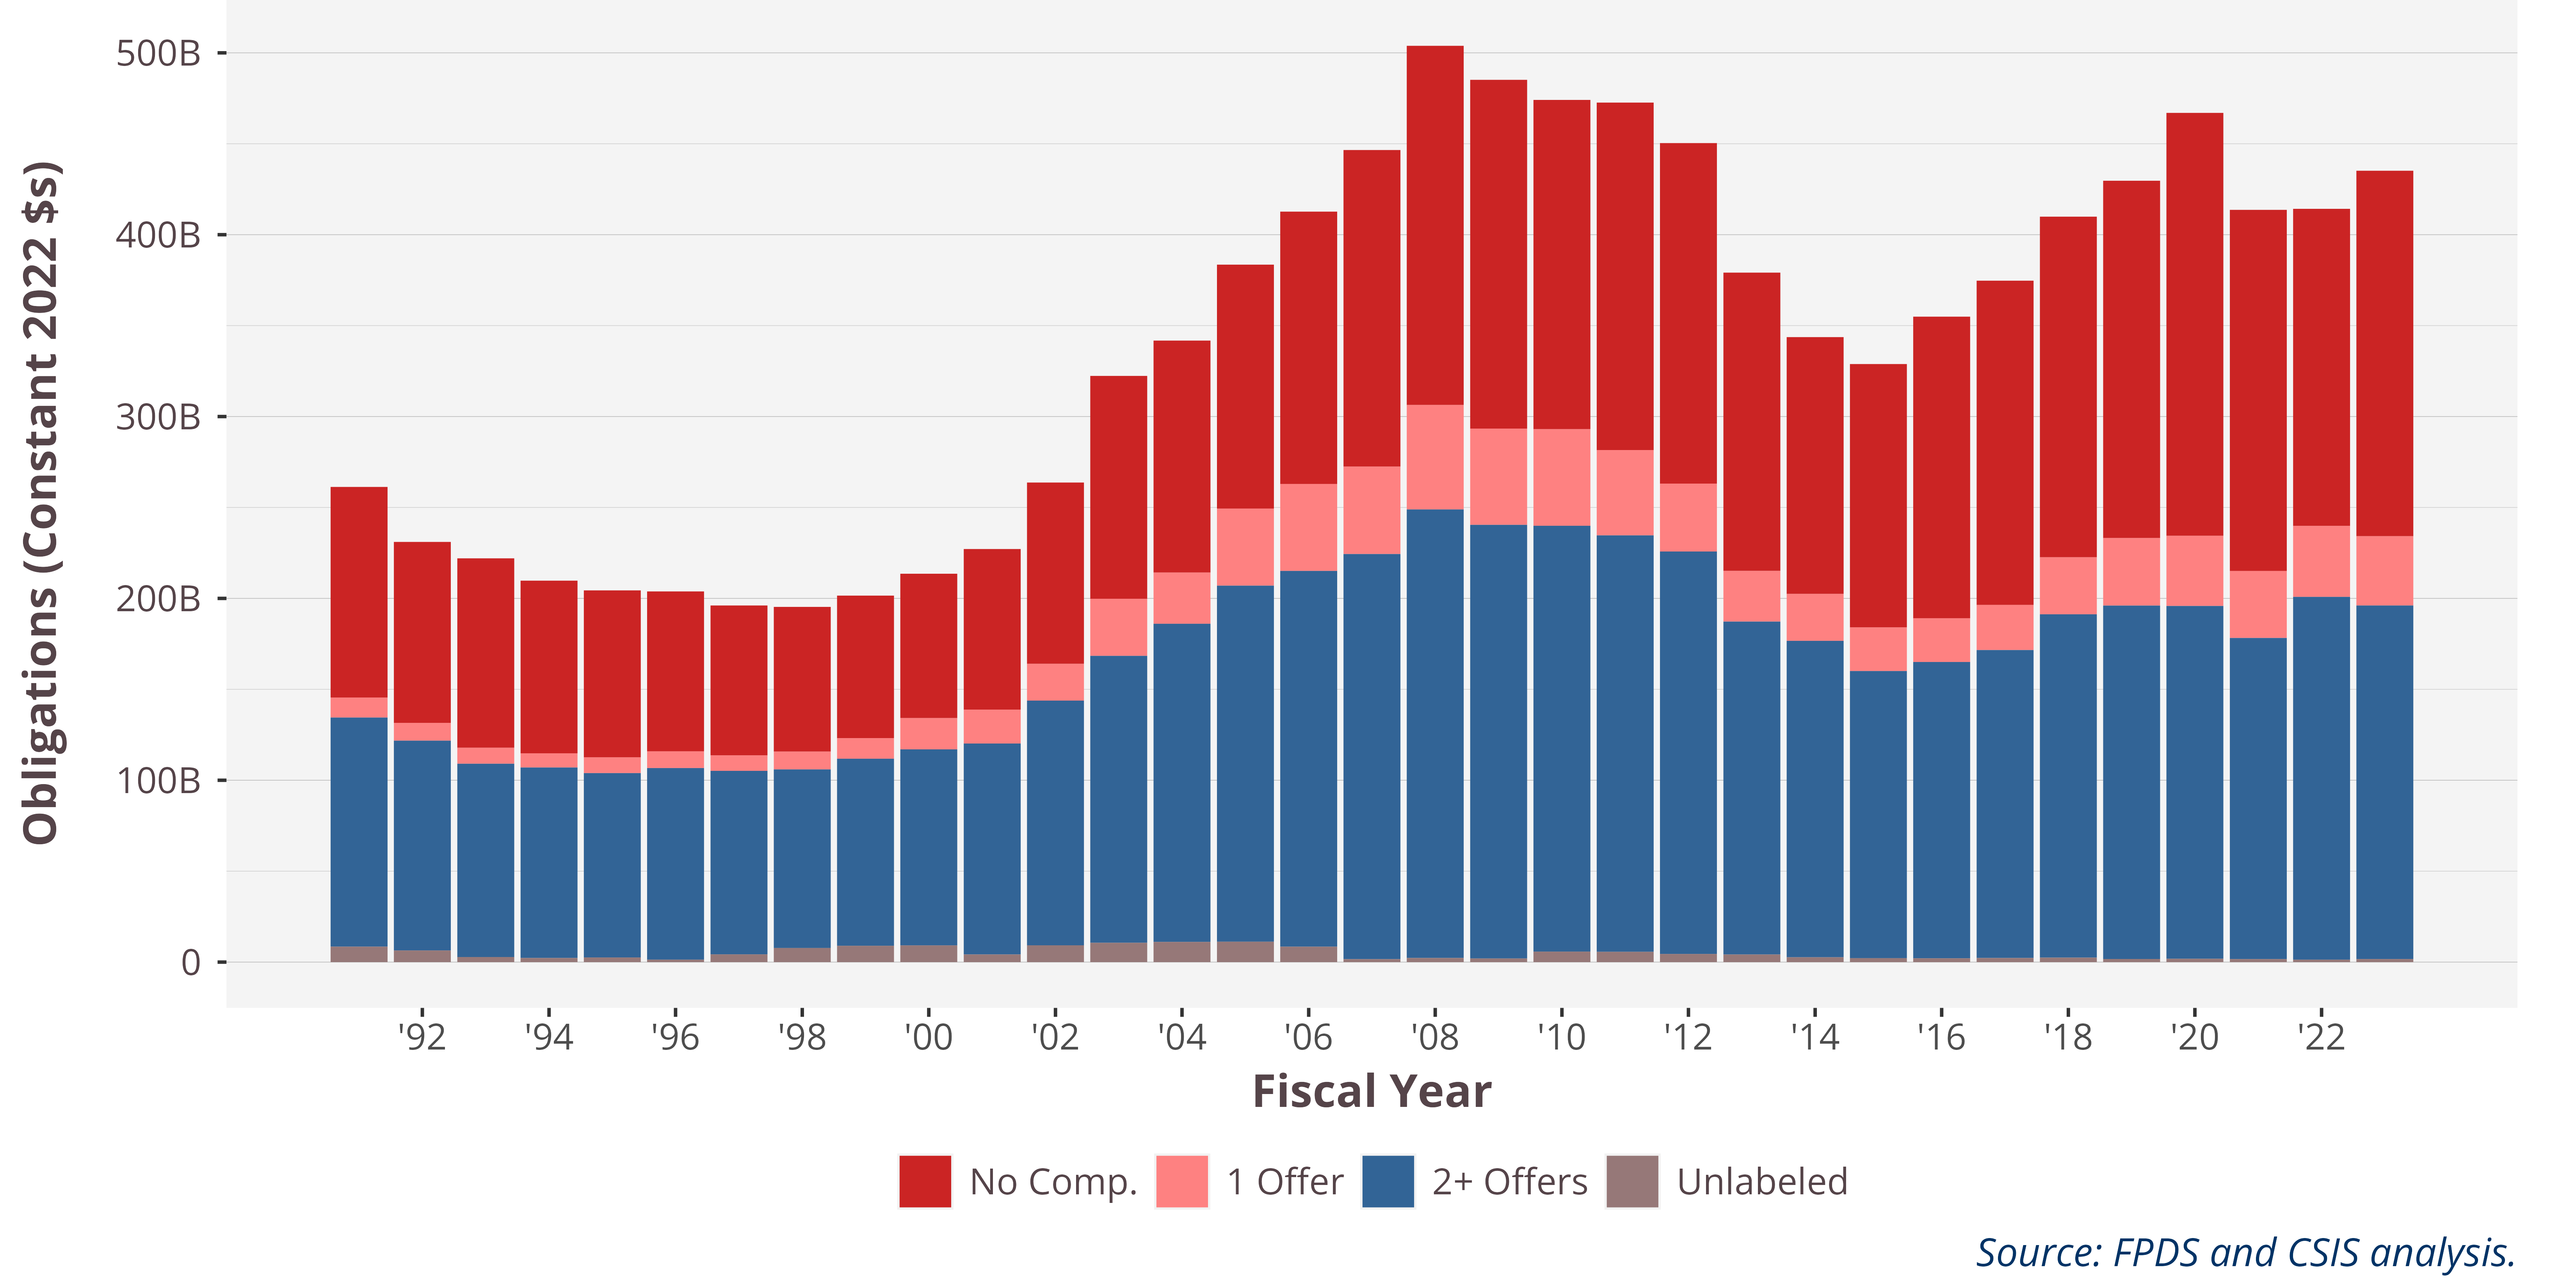 Obligations (Constant 2022 $s)
500B
400B
300B
200B
100B
0
'92 '94 '96 '98 '00 '02 '04 '06 '08 '10 '12 '14 '16 '18 '20 '22
Fiscal Year
No Comp. 1 Offer 2+ Offers Unlabeled
Source: FPDS and CSIS analysis.